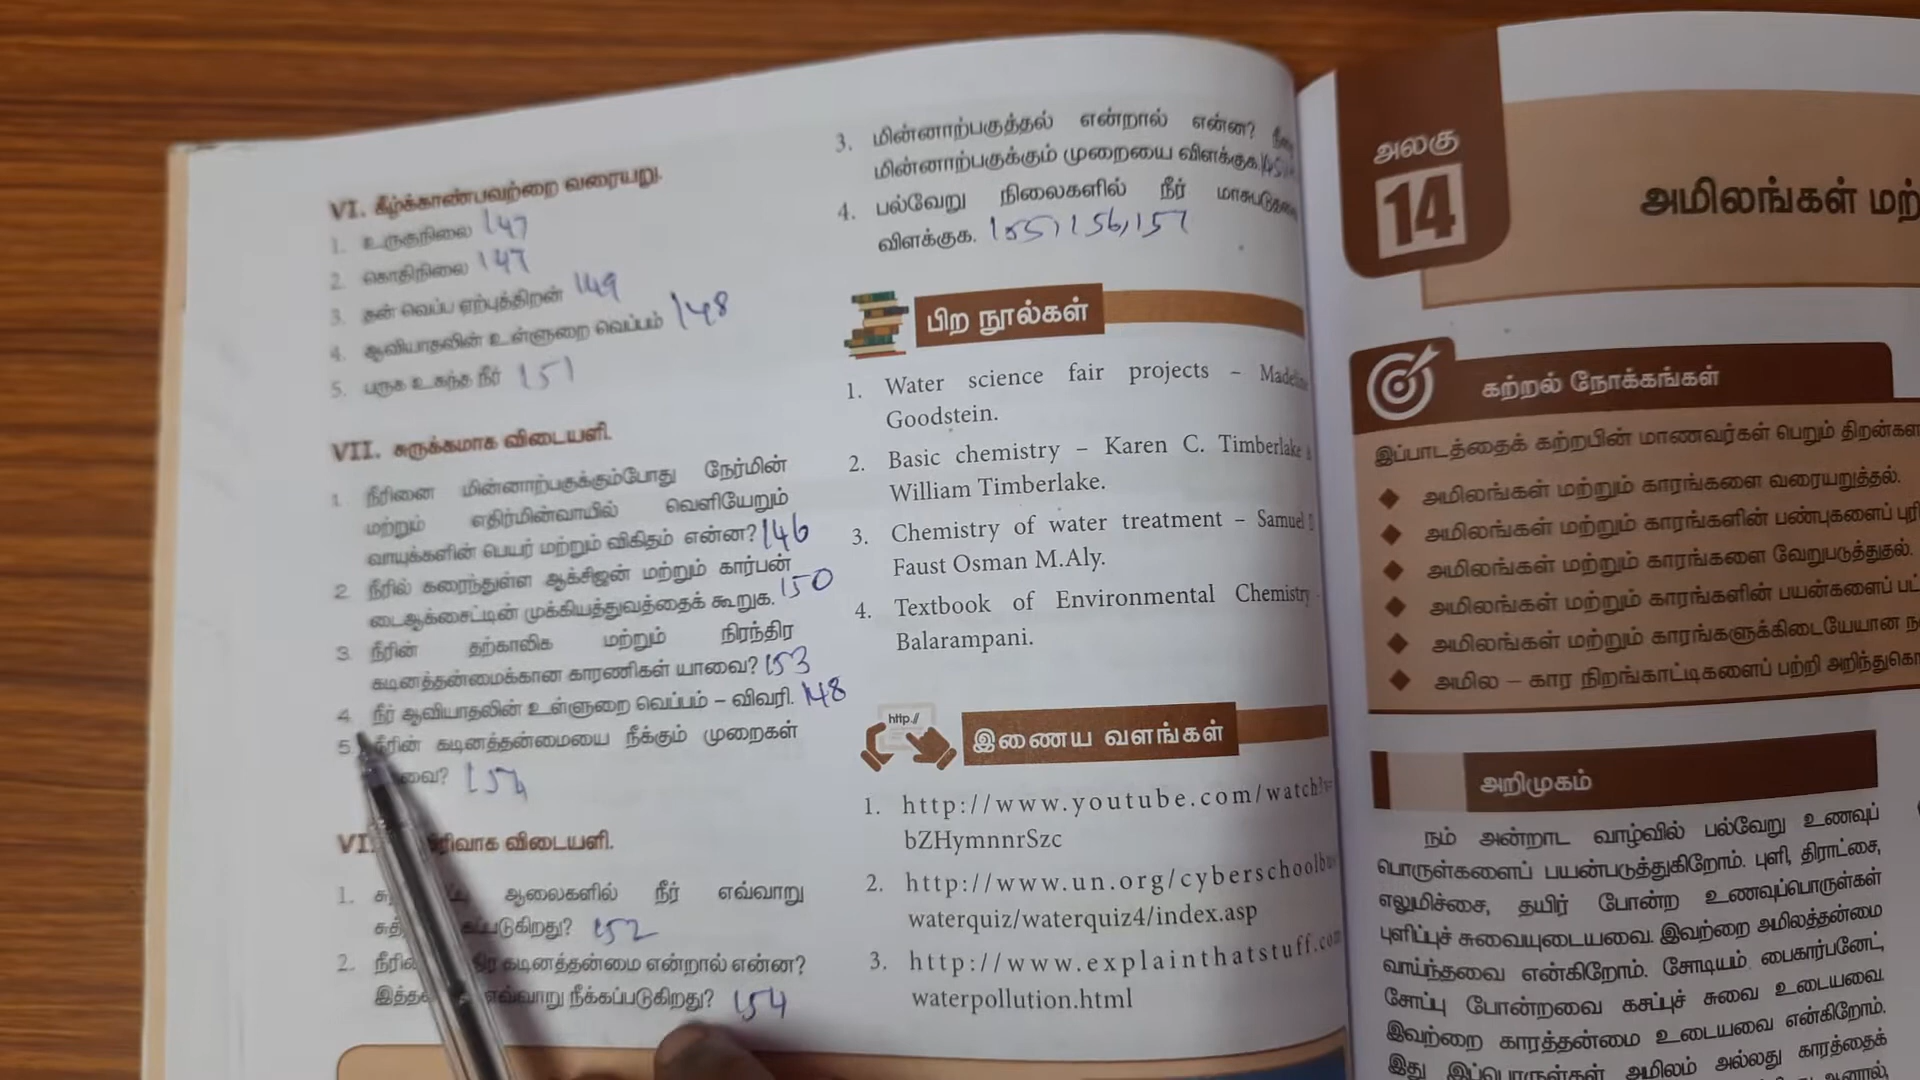 VI. கீழ்க்காண்பவற்றை வரையறு.
1. உருகுநிலை 147
2. கொதிநிலை 147
3. தன் வெப்ப ஏற்புத்திறன் 149
4. ஆவியாதலின் உள்ளுறை வெப்பம் 148
5. பருக உகந்த நீர் 151
VII. சுருக்கமாக விடையளி.
1. நீரினை மின்னாற்பகுக்கும்போது நேர்மின்
மற்றும் எதிர்மின்வாயில் வெளியேறும்
வாயுக்களின் பெயர் மற்றும் விகிதம் என்ன? 146
2. நீரில் கரைந்துள்ள ஆக்சிஜன் மற்றும் கார்பன்
டைஆக்சைட்டின் முக்கியத்துவத்தைக் கூறுக. 150
3. நீரின் தற்காலிக மற்றும் நிரந்தர
கடினத்தன்மைக்கான காரணிகள் யாவை? 153
4. நீர் ஆவியாதலின் உள்ளுறை வெப்பம் – விவரி. 148
5. நீரின் கடினத்தன்மையை நீக்கும் முறைகள்
154
விடையளி.
1. ஆலைகளில் நீர் எவ்வாறு
152
2. கடினத்தன்மை என்றால் என்ன?
எவ்வாறு நீக்கப்படுகிறது? 154
3. மின்னாற்பகுத்தல் என்றால் என்ன?
மின்னாற்பகுக்கும் முறையை விளக்குக.
4. பல்வேறு நிலைகளில் நீர்
விளக்குக. 155, 156, 157
பிற நூல்கள்
1. Water science fair projects –
Goodstein.
2. Basic chemistry – Karen C. Timberlake
William Timberlake.
3. Chemistry of water treatment – Samuel
Faust Osman M.Aly.
4. Textbook of Environmental Chemistry -
Balarampani.
http://
இணைய வளங்கள்
1. http://www.youtube.com/watch?
bZHymnnrSzc
2. http://www.un.org/cyberschoolbu
waterquiz/waterquiz4/index.asp
3. http://www.explainthatstuff.com
waterpollution.html
அலகு
14
அமிலங்கள்
கற்றல் நோக்கங்கள்
இப்பாடத்தைக் கற்றபின் மாணவர்கள் பெறும்
◆ அமிலங்கள் மற்றும் காரங்களை வரையறுத்தல்.
◆ அமிலங்கள் மற்றும் காரங்களின் பண்புகளைப்
◆ அமிலங்கள் மற்றும் காரங்களை வேறுபடுத்துதல்.
◆ அமிலங்கள் மற்றும் காரங்களின் பயன்களைப்
◆ அமிலங்கள் மற்றும் காரங்களுக்கிடையேயான
◆ அமில – கார நிறங்காட்டிகளைப் பற்றி
அறிமுகம்
நம் அன்றாட வாழ்வில் பல்வேறு உணவுப்
பொருள்களைப் பயன்படுத்துகிறோம். புளி, திராட்சை,
எலுமிச்சை, தயிர் போன்ற உணவுப்பொருள்கள்
புளிப்புச் சுவையுடையவை. இவற்றை அமிலத்தன்மை
வாய்ந்தவை என்கிறோம். சோடியம் பைகார்பனேட்,
சோப்பு போன்றவை கசப்புச் சுவை உடையவை.
இவற்றை காரத்தன்மை உடையவை என்கிறோம்.
இது இப்பொருள்கள் அமிலம் அல்லது காரத்தைக்